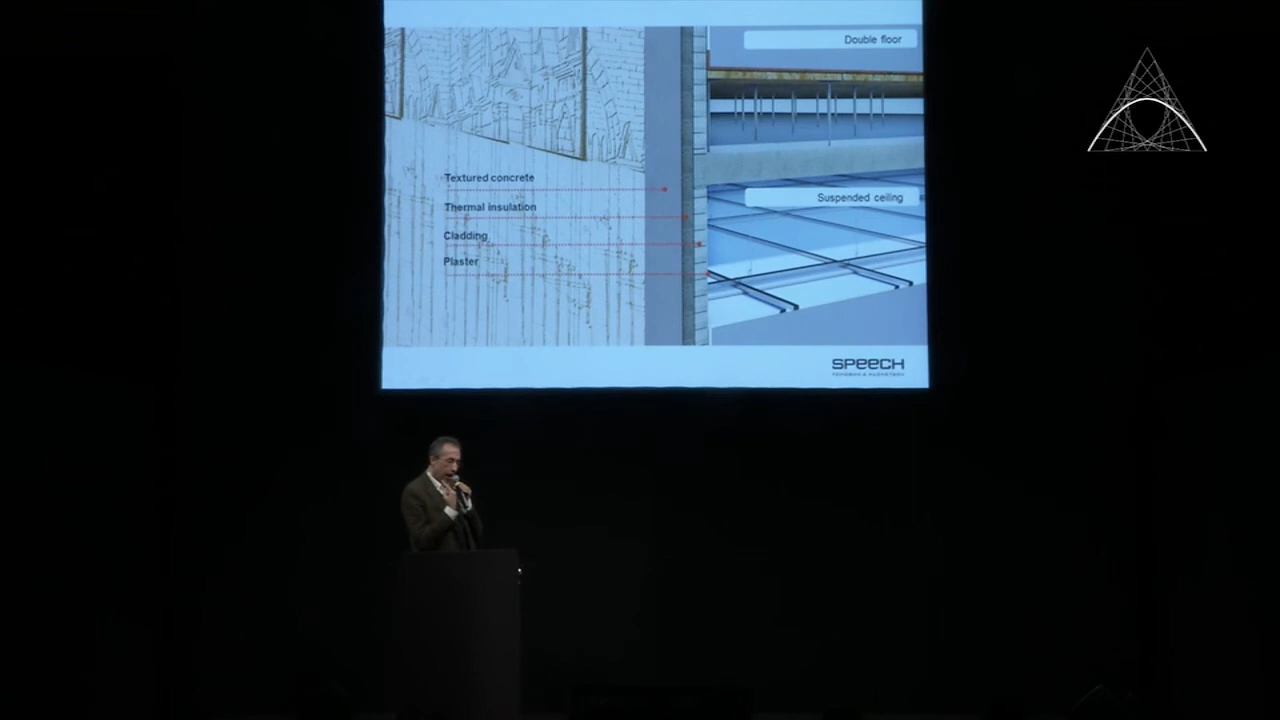 Double floor
Textured concrete
Suspended ceiling
Thermal insulation
Cladding
Plaster
SPEECH